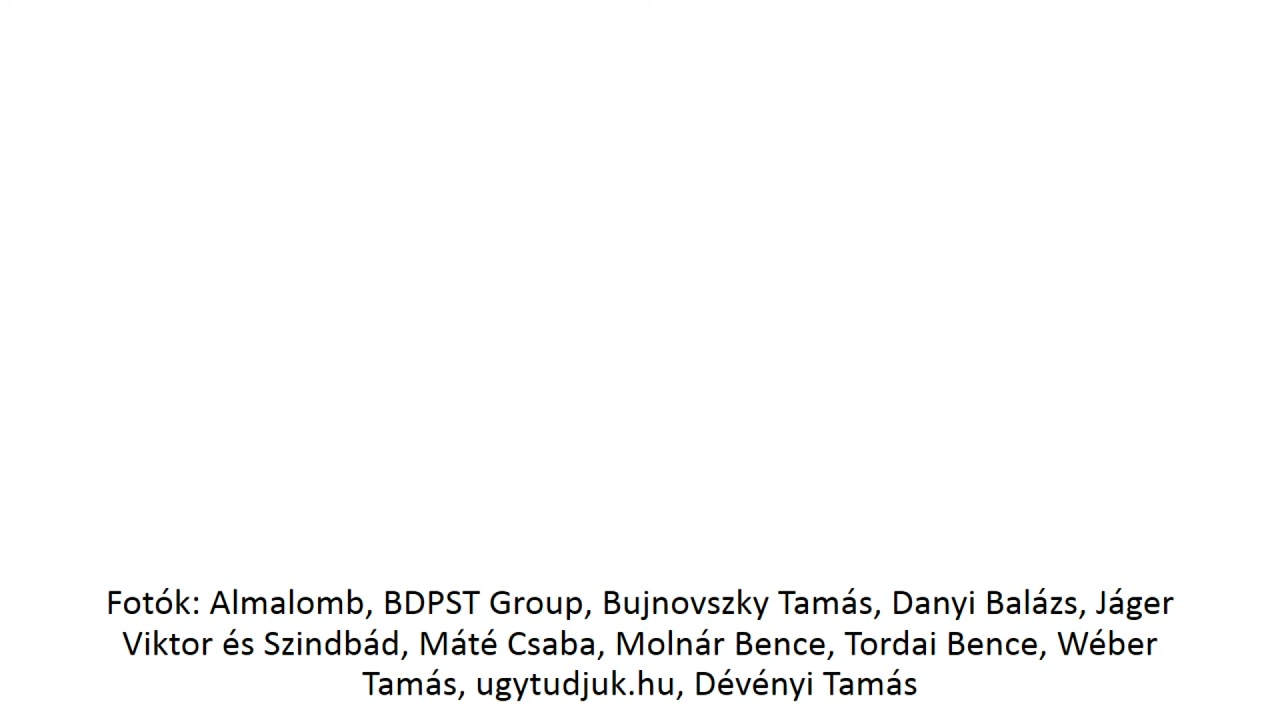 Fotók: Almalomb, BDPST Group, Bujnovszky Tamás, Danyi Balázs, Jáger
Viktor és Szindbád, Máté Csaba, Molnár Bence, Tordai Bence, Wéber
Tamás, ugytudjuk.hu, Dévényi Tamás